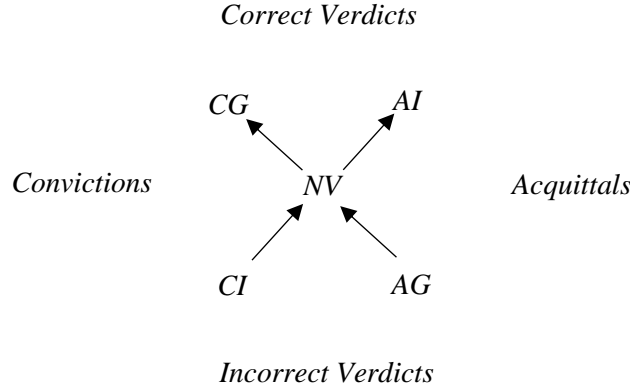 Correct Verdicts
CG AI
Convictions NV Acquittals
CI AG
Incorrect Verdicts